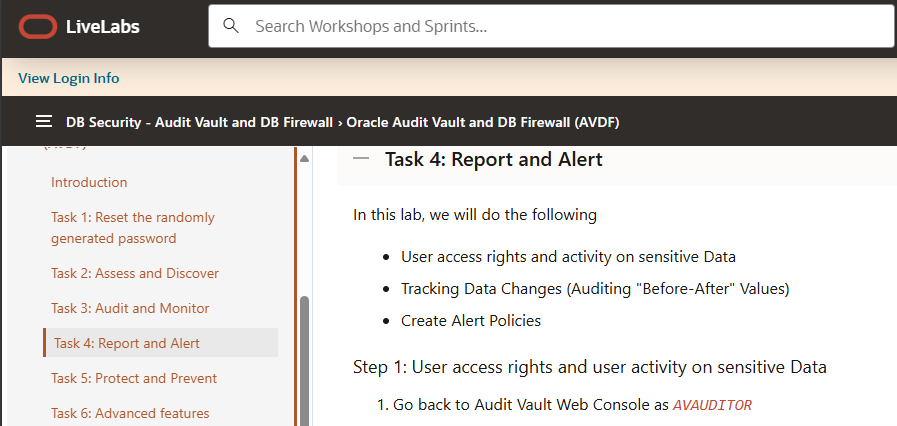 LiveLabs
Search Workshops and Sprints...
View Login Info
DB Security - Audit Vault and DB Firewall › Oracle Audit Vault and DB Firewall (AVDF)
Introduction
Task 1: Reset the randomly
generated password
Task 2: Assess and Discover
Task 3: Audit and Monitor
Task 4: Report and Alert
Task 5: Protect and Prevent
Task 6: Advanced features
— Task 4: Report and Alert
In this lab, we will do the following
• User access rights and activity on sensitive Data
• Tracking Data Changes (Auditing "Before-After" Values)
• Create Alert Policies
Step 1: User access rights and user activity on sensitive Data
1. Go back to Audit Vault Web Console as AVAUDITOR